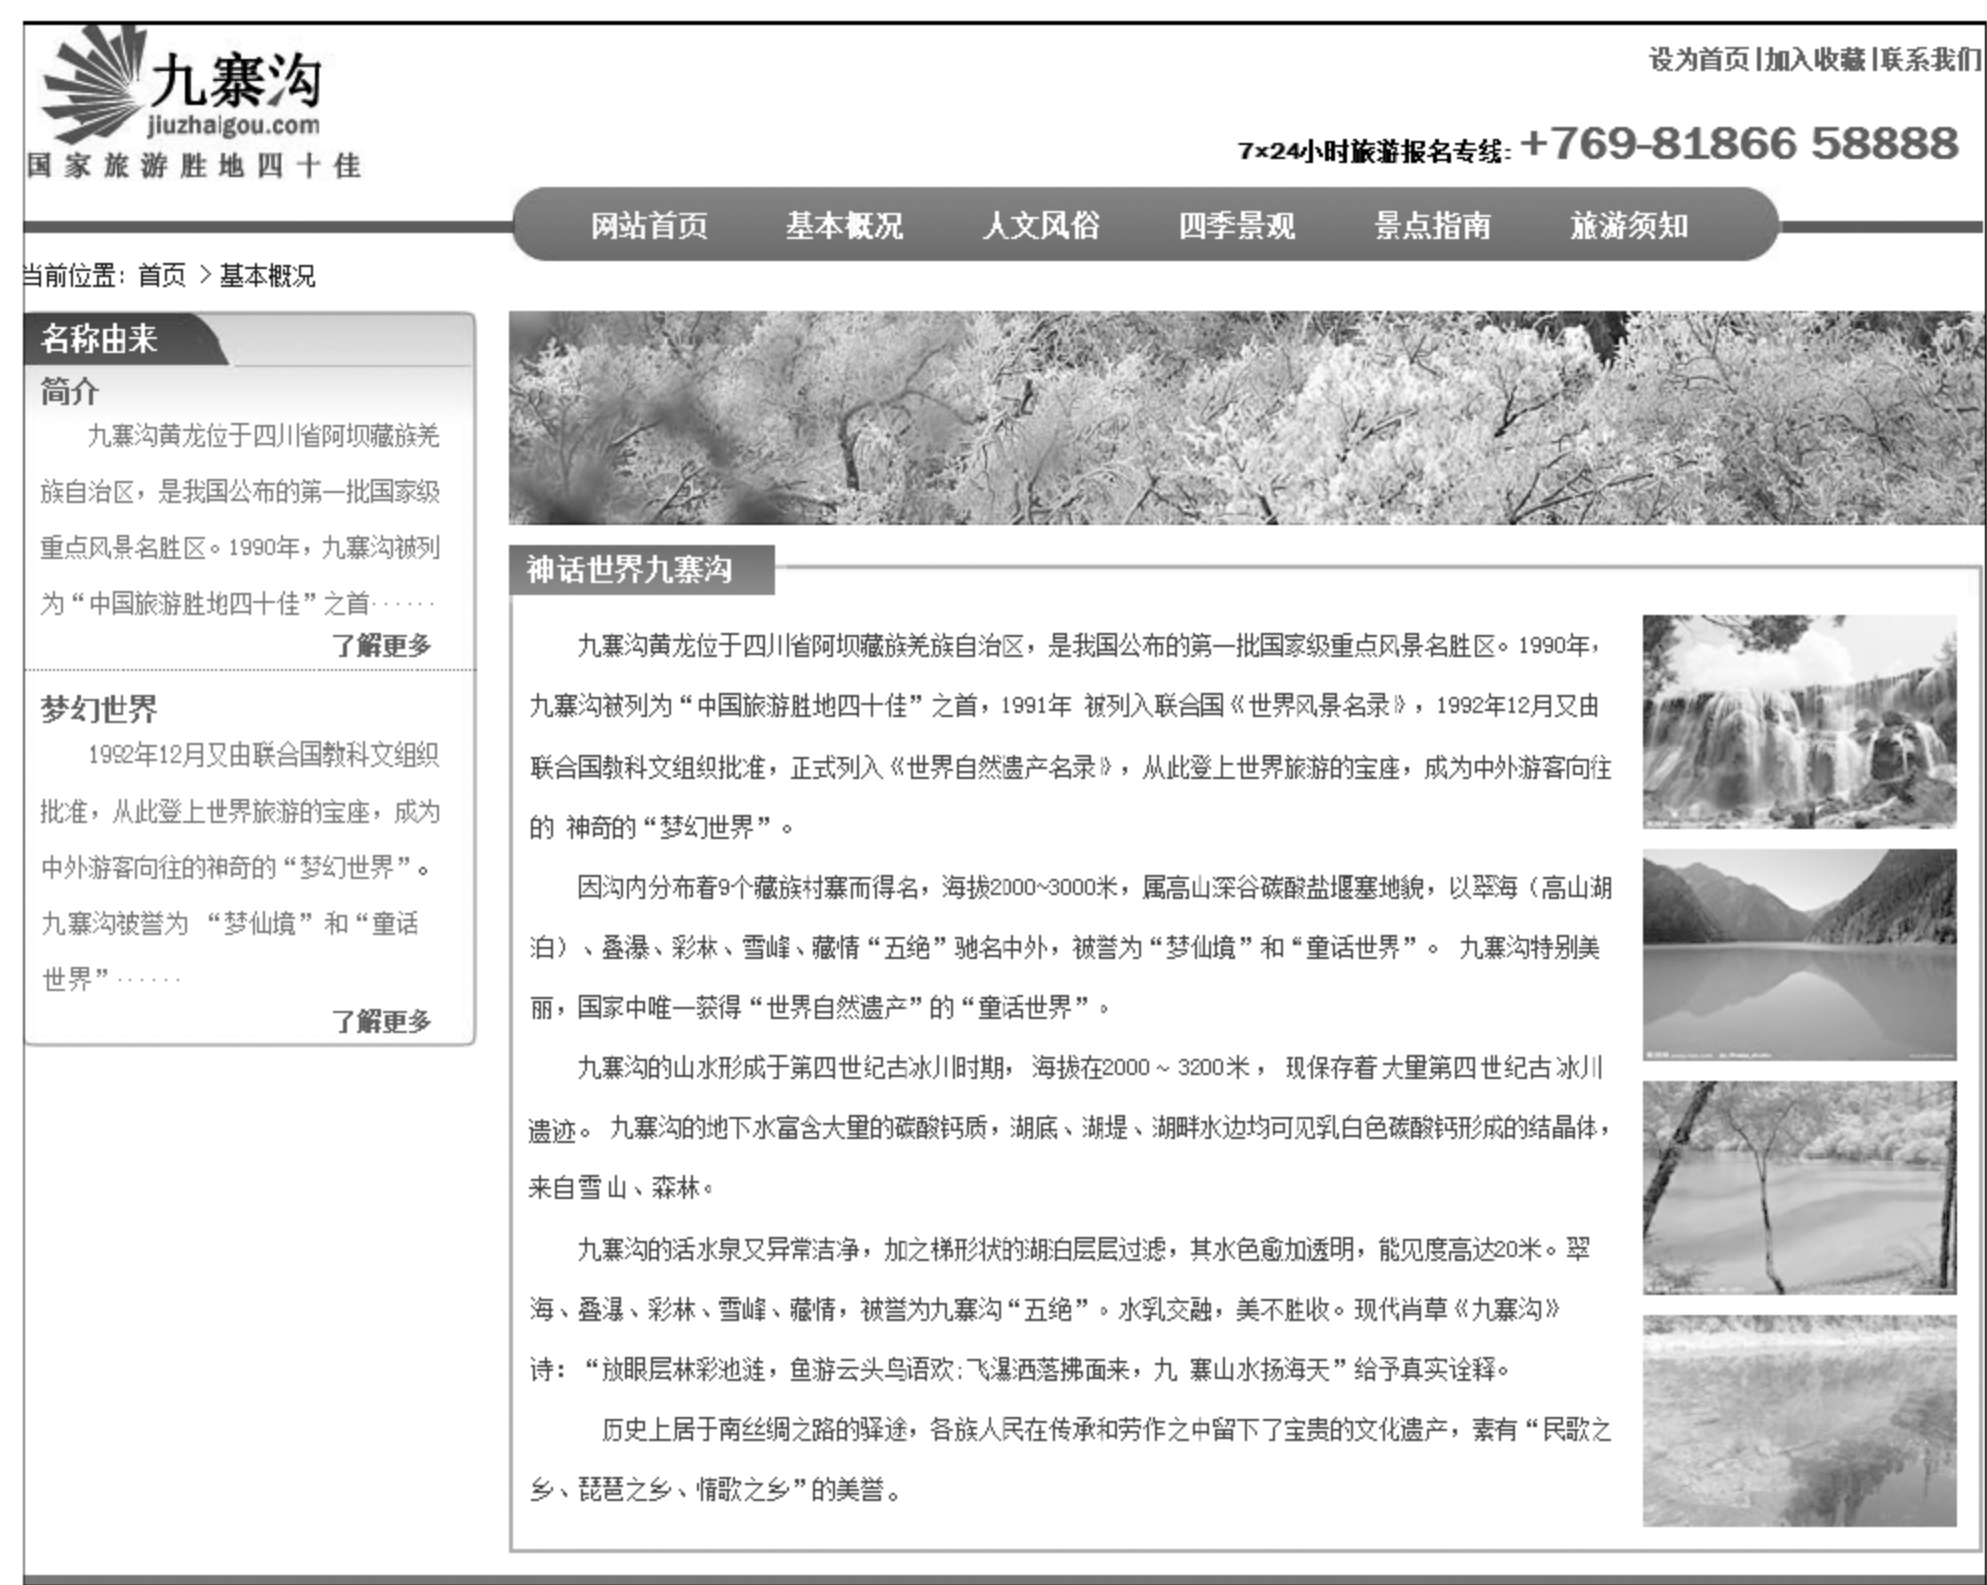 九寨沟
jiuzhaigou.com
国家旅游胜地四十佳
设为首页|加入收藏|联系我们
7×24小时旅游报名专线:+769-81866 58888
网站首页 基本概况 人文风俗 四季景观 景点指南 旅游须知
当前位置：首页 >基本概况
名称由来
简介
九寨沟黄龙位于四川省阿坝藏族羌
族自治区，是我国公布的第一批国家级
重点风景名胜区。1990年，九寨沟被列
为“中国旅游胜地四十佳”之首······
了解更多
梦幻世界
1992年12月又由联合国教科文组织
批准，从此登上世界旅游的宝座，成为
中外游客向往的神奇的“梦幻世界”。
九寨沟被誉为 “梦仙境” 和“童话
世界”······
了解更多
神话世界九寨沟
九寨沟黄龙位于四川省阿坝藏族羌族自治区，是我国公布的第一批国家级重点风景名胜区。1990年，
九寨沟被列为“中国旅游胜地四十佳”之首，1991年 被列入联合国《世界风景名录》，1992年12月又由
联合国教科文组织批准，正式列入《世界自然遗产名录》，从此登上世界旅游的宝座，成为中外游客向往
的 神奇的“梦幻世界”。
因沟内分布着9个藏族村寨而得名，海拔2000~3000米，属高山深谷碳酸盐堰塞地貌，以翠海（高山湖
泊）、叠瀑、彩林、雪峰、藏情“五绝”驰名中外，被誉为“梦仙境”和“童话世界”。 九寨沟特别美
丽，国家中唯一获得“世界自然遗产”的“童话世界”。
九寨沟的山水形成于第四世纪古冰川时期， 海拔在2000～3200米， 现保存着大量第四世纪古冰川
遗迹。 九寨沟的地下水富含大量的碳酸钙质，湖底、湖堤、湖畔水边均可见乳白色碳酸钙形成的结晶体，
来自雪山、森林。
九寨沟的活水泉又异常洁净，加之梯形状的湖泊层层过滤，其水色愈加透明，能见度高达20米。翠
海、叠瀑、彩林、雪峰、藏情，被誉为九寨沟“五绝”。水乳交融，美不胜收。现代肖草《九寨沟》
诗：“放眼层林彩池涟，鱼游云头鸟语欢:飞瀑洒落拂面来，九 寨山水扬海天”给予真实诠释。
历史上居于南丝绸之路的驿途，各族人民在传承和劳作之中留下了宝贵的文化遗产，素有“民歌之
乡、琵琶之乡、情歌之乡”的美誉。